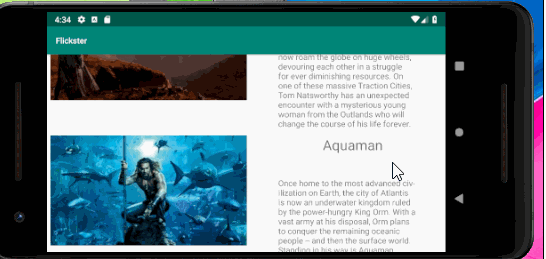 4:34
Flickster
now roam the globe on huge wheels,
devouring each other in a struggle
for ever diminishing resources. On
one of these massive Traction Cities,
Tom Natsworthy has an unexpected
encounter with a mysterious young
woman from the Outlands who will
change the course of his life forever.
Aquaman
Once home to the most advanced civ-
ilization on Earth, the city of Atlantis
is now an underwater kingdom ruled
by the power-hungry King Orm. With a
vast army at his disposal, Orm plans
to conquer the remaining oceanic
people – and then the surface world.
Standing in his way is Aquaman,